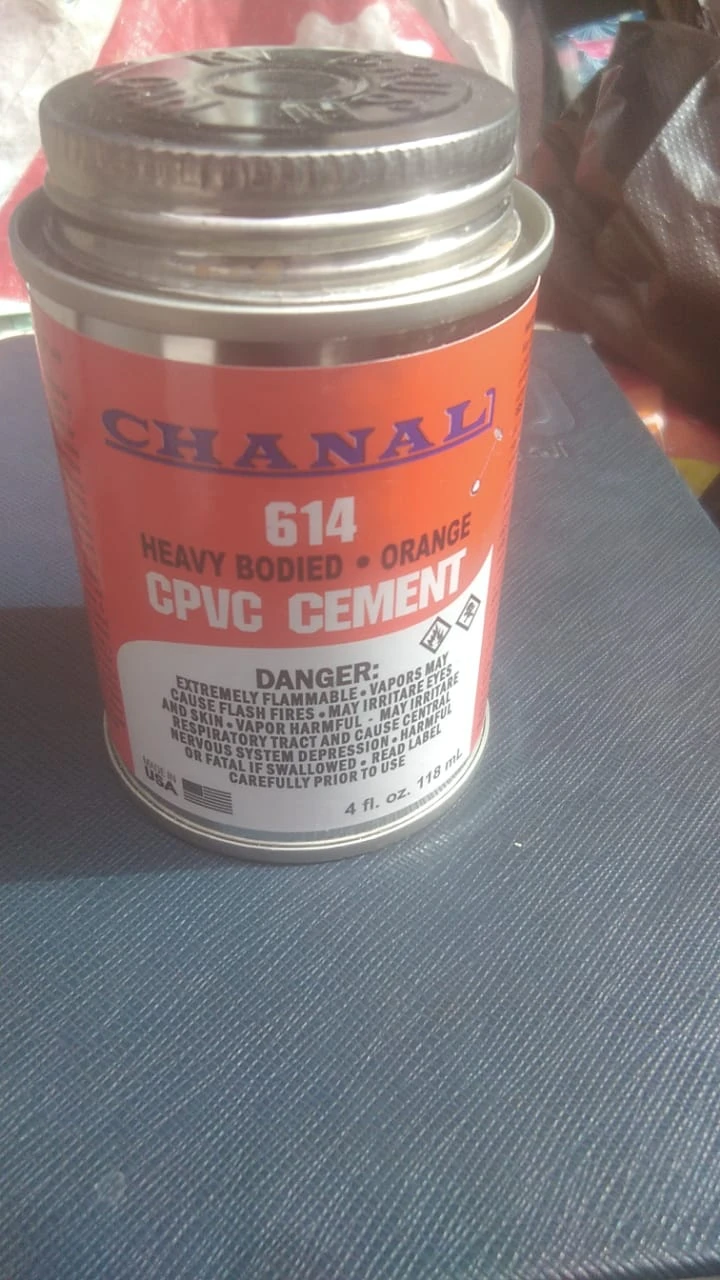 CHANAL
614
HEAVY BODIED • ORANGE
CPVC CEMENT
DANGER:
EXTREMELY FLAMMABLE • VAPORS MAY
CAUSE FLASH FIRES • MAY IRRITATE EYES
AND SKIN • VAPOR HARMFUL - MAY IRRITATE
RESPIRATORY TRACT AND CAUSE CENTRAL
NERVOUS SYSTEM DEPRESSION • HARMFUL
OR FATAL IF SWALLOWED • READ LABEL
CAREFULLY PRIOR TO USE
MADE IN
USA
4 fl. oz. 118 mL